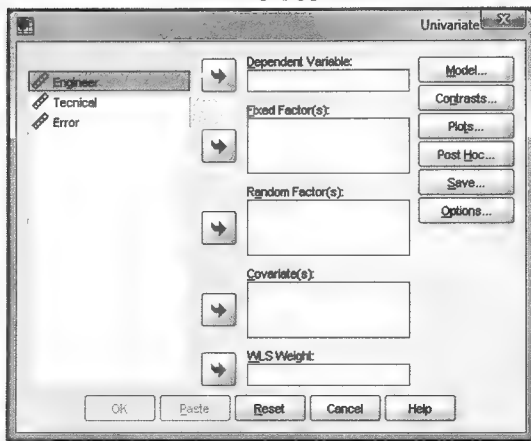 Univariate
Engineer
Tecnical
Error
Dependent Variable:
Fixed Factor(s):
Random Factor(s):
Covariate(s):
WLS Weight:
Model...
Contrasts...
Plots...
Post Hoc...
Save...
Options...
OK
Paste
Reset
Cancel
Help